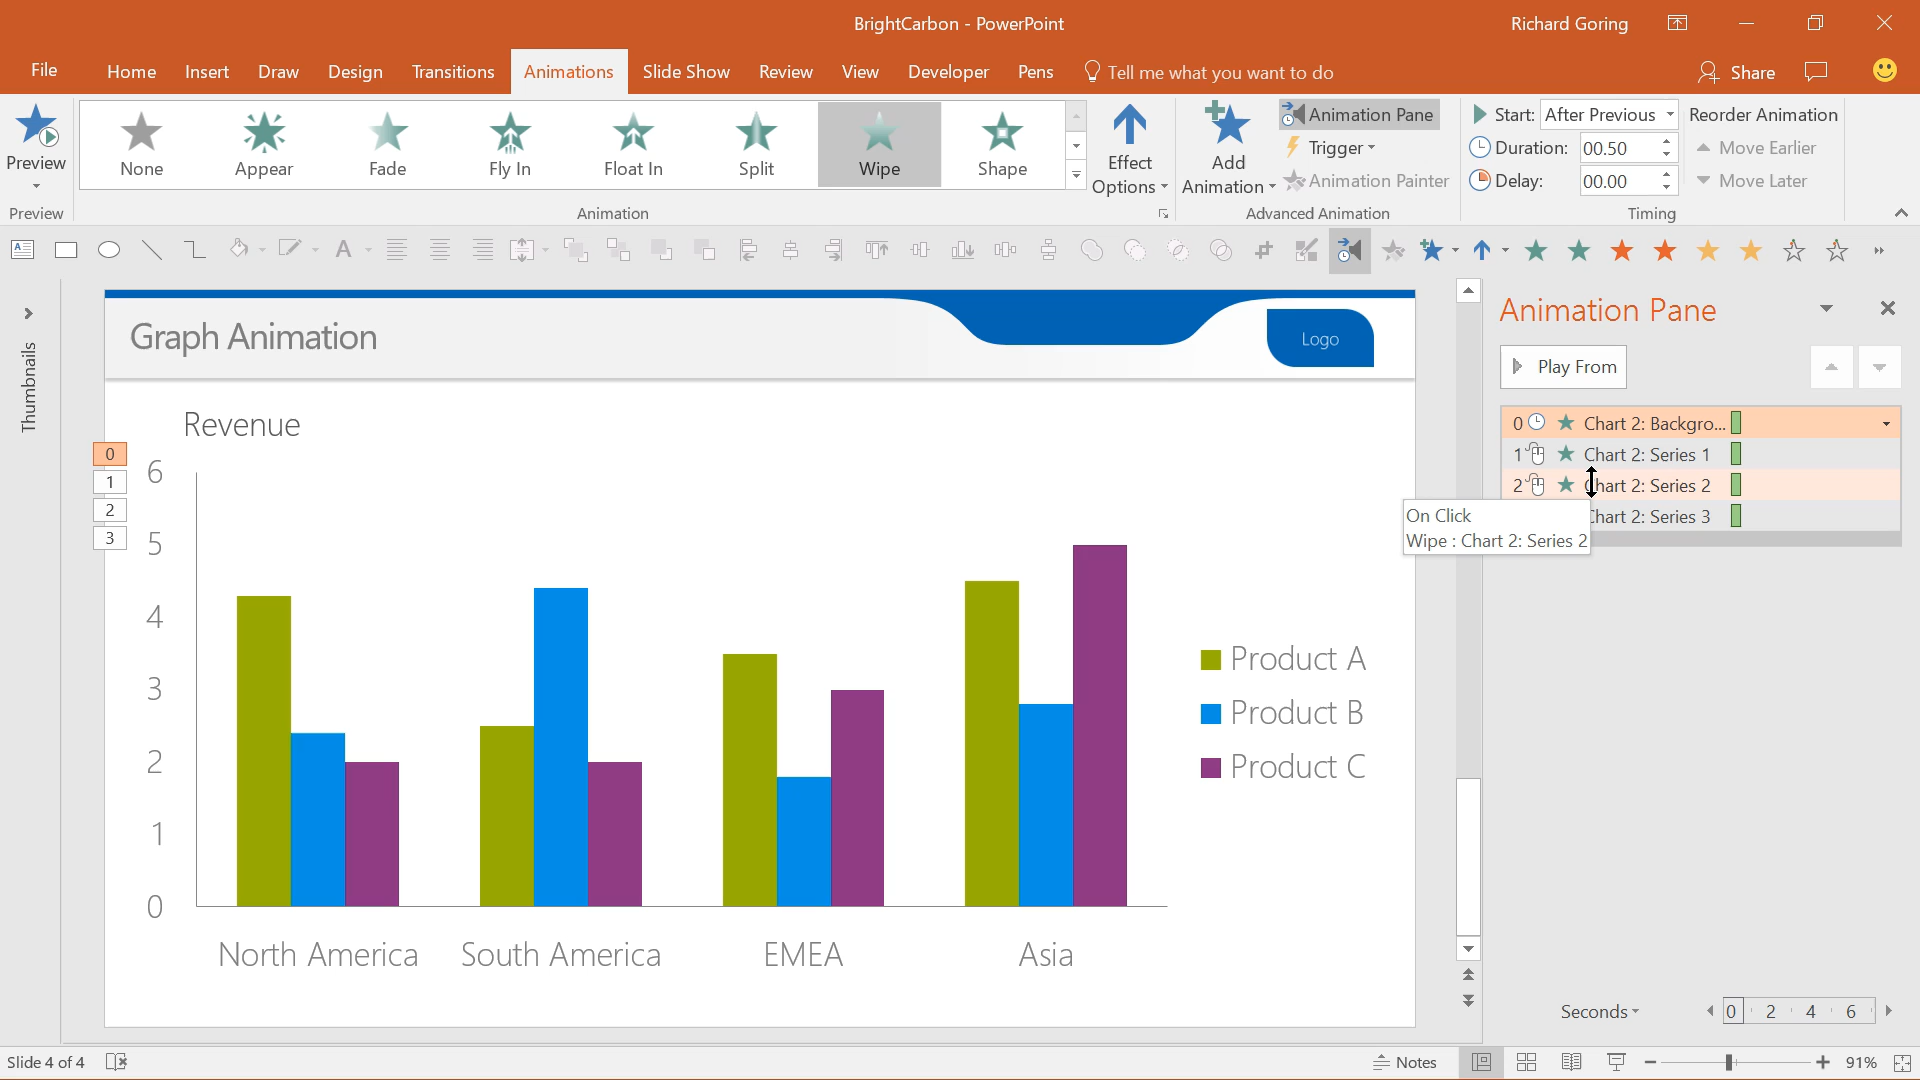 BrightCarbon - PowerPoint
Richard Goring
File Home Insert Draw Design Transitions Animations Slide Show Review View Developer Pens Tell me what you want to do Share
Preview
None Appear Fade Fly In Float In Split Wipe Shape
Effect Options
Add Animation
Animation Pane
Trigger
Animation Painter
Start: After Previous
Duration: 00.50
Delay: 00.00
Reorder Animation
Move Earlier
Move Later
Preview Animation Advanced Animation Timing
A
A
Thumbnails
Graph Animation
Logo
Revenue
0
1
2
3
6
5
4
3
2
1
0
North America South America EMEA Asia
Product A
Product B
Product C
Animation Pane
Play From
0 Chart 2: Backgro...
1 Chart 2: Series 1
2 Chart 2: Series 2
Chart 2: Series 3
On Click
Wipe : Chart 2: Series 2
Seconds 0 2 4 6
Slide 4 of 4
Notes
91%